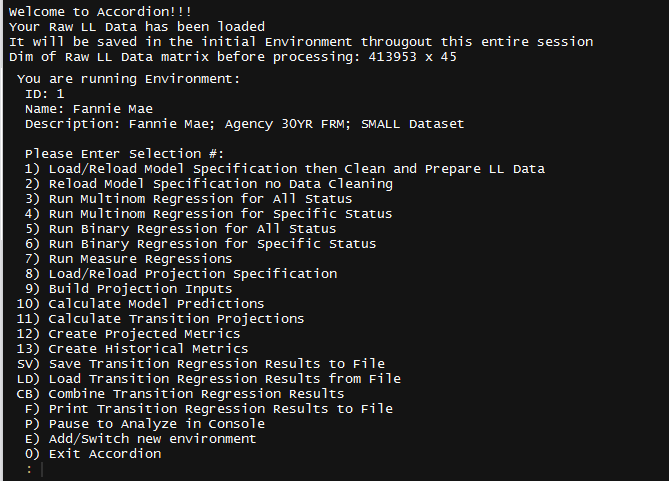 Welcome to Accordion!!!
Your Raw LL Data has been loaded
It will be saved in the initial Environment througout this entire session
Dim of Raw LL Data matrix before processing: 413953 x 45
You are running Environment:
ID: 1
Name: Fannie Mae
Description: Fannie Mae; Agency 30YR FRM; SMALL Dataset
Please Enter Selection #:
1) Load/Reload Model Specification then Clean and Prepare LL Data
2) Reload Model Specification no Data Cleaning
3) Run Multinom Regression for All Status
4) Run Multinom Regression for Specific Status
5) Run Binary Regression for All Status
6) Run Binary Regression for Specific Status
7) Run Measure Regressions
8) Load/Reload Projection Specification
9) Build Projection Inputs
10) Calculate Model Predictions
11) Calculate Transition Projections
12) Create Projected Metrics
13) Create Historical Metrics
SV) Save Transition Regression Results to File
LD) Load Transition Regression Results from File
CB) Combine Transition Regression Results
F) Print Transition Regression Results to File
P) Pause to Analyze in Console
E) Add/Switch new environment
0) Exit Accordion
: